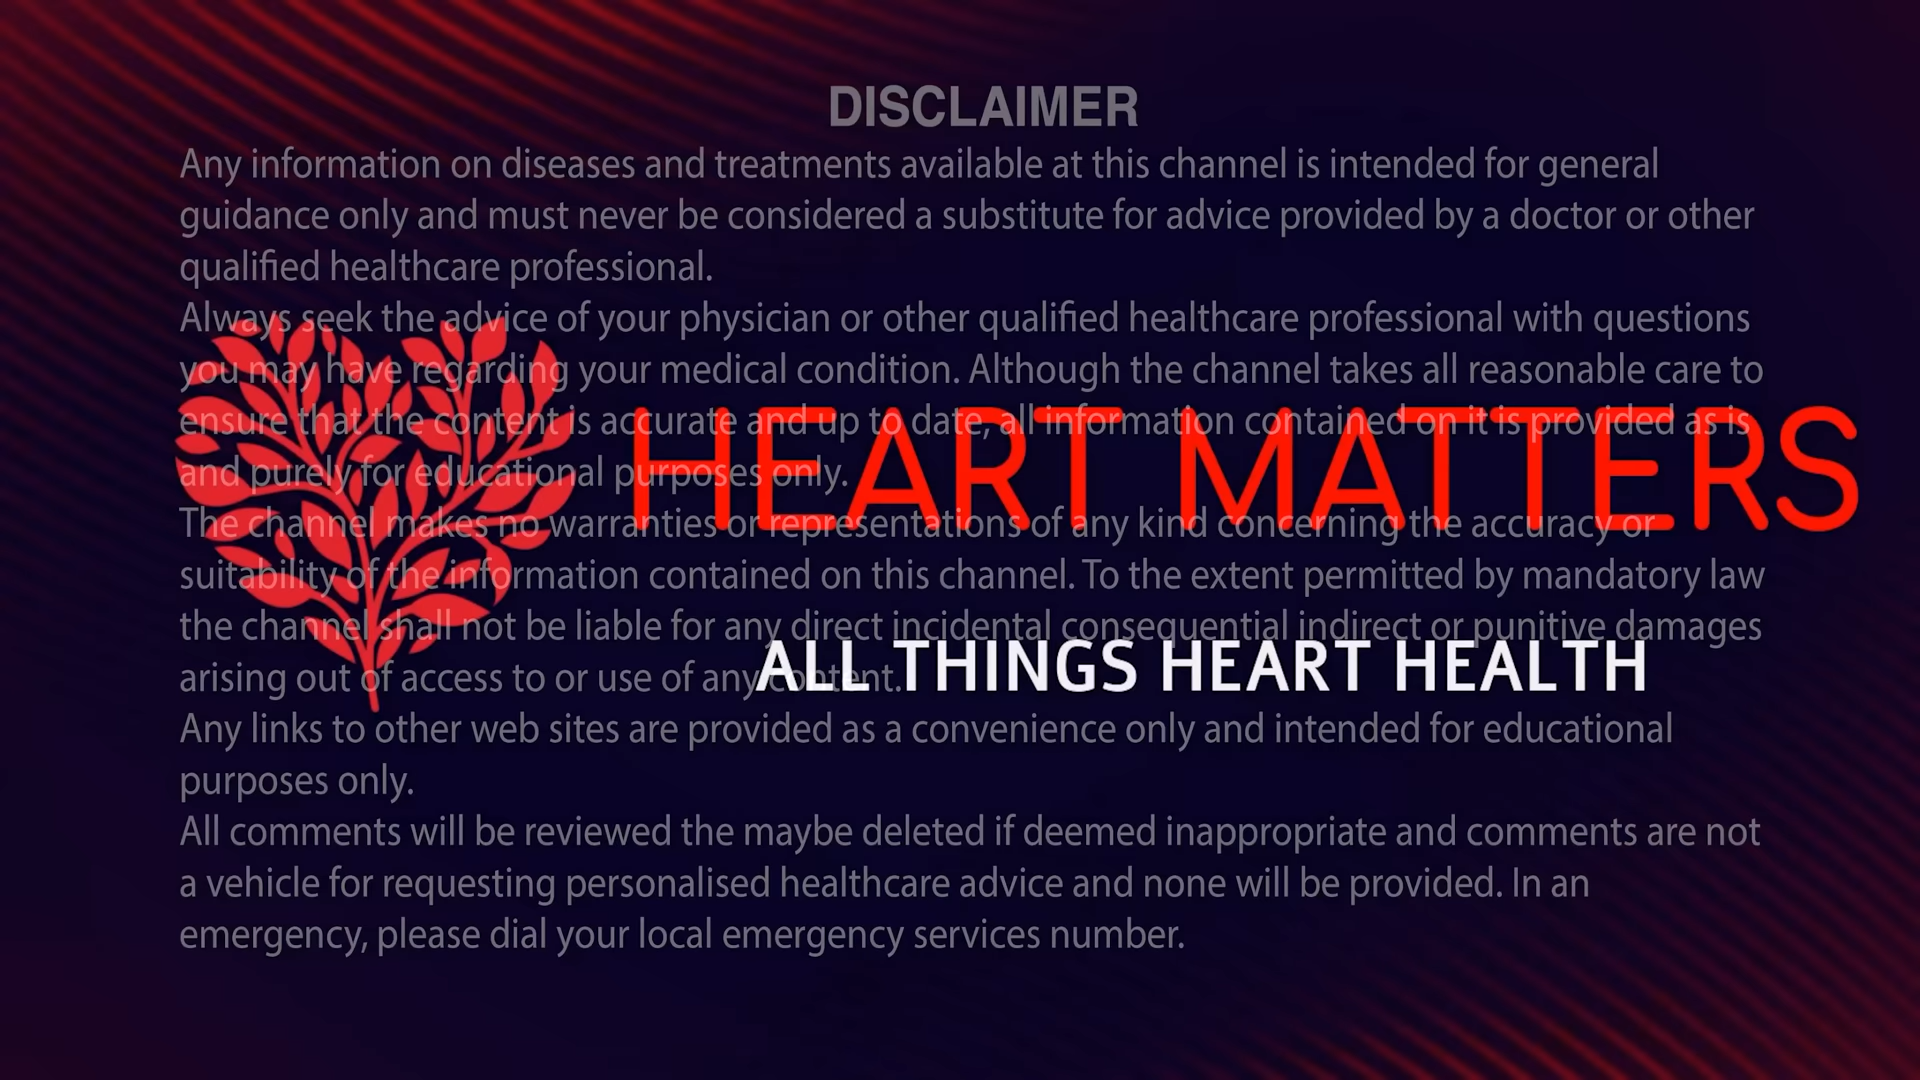 DISCLAIMER
Any information on diseases and treatments available at this channel is intended for general
guidance only and must never be considered a substitute for advice provided by a doctor or other
qualified healthcare professional.
Always seek the advice of your physician or other qualified healthcare professional with questions
you may have regarding your medical condition. Although the channel takes all reasonable care to
ensure that the content is accurate and up to date, all information contained on it is provided as is
and purely for educational purposes only.
HEART MATTERS
The channel makes no warranties or representations of any kind concerning the accuracy or
suitability of the information contained on this channel. To the extent permitted by mandatory law
the channel shall not be liable for any direct incidental consequential indirect or punitive damages
arising out of access to or use of any content.
ALL THINGS HEART HEALTH
Any links to other web sites are provided as a convenience only and intended for educational
purposes only.
All comments will be reviewed the maybe deleted if deemed inappropriate and comments are not
a vehicle for requesting personalised healthcare advice and none will be provided. In an
emergency, please dial your local emergency services number.